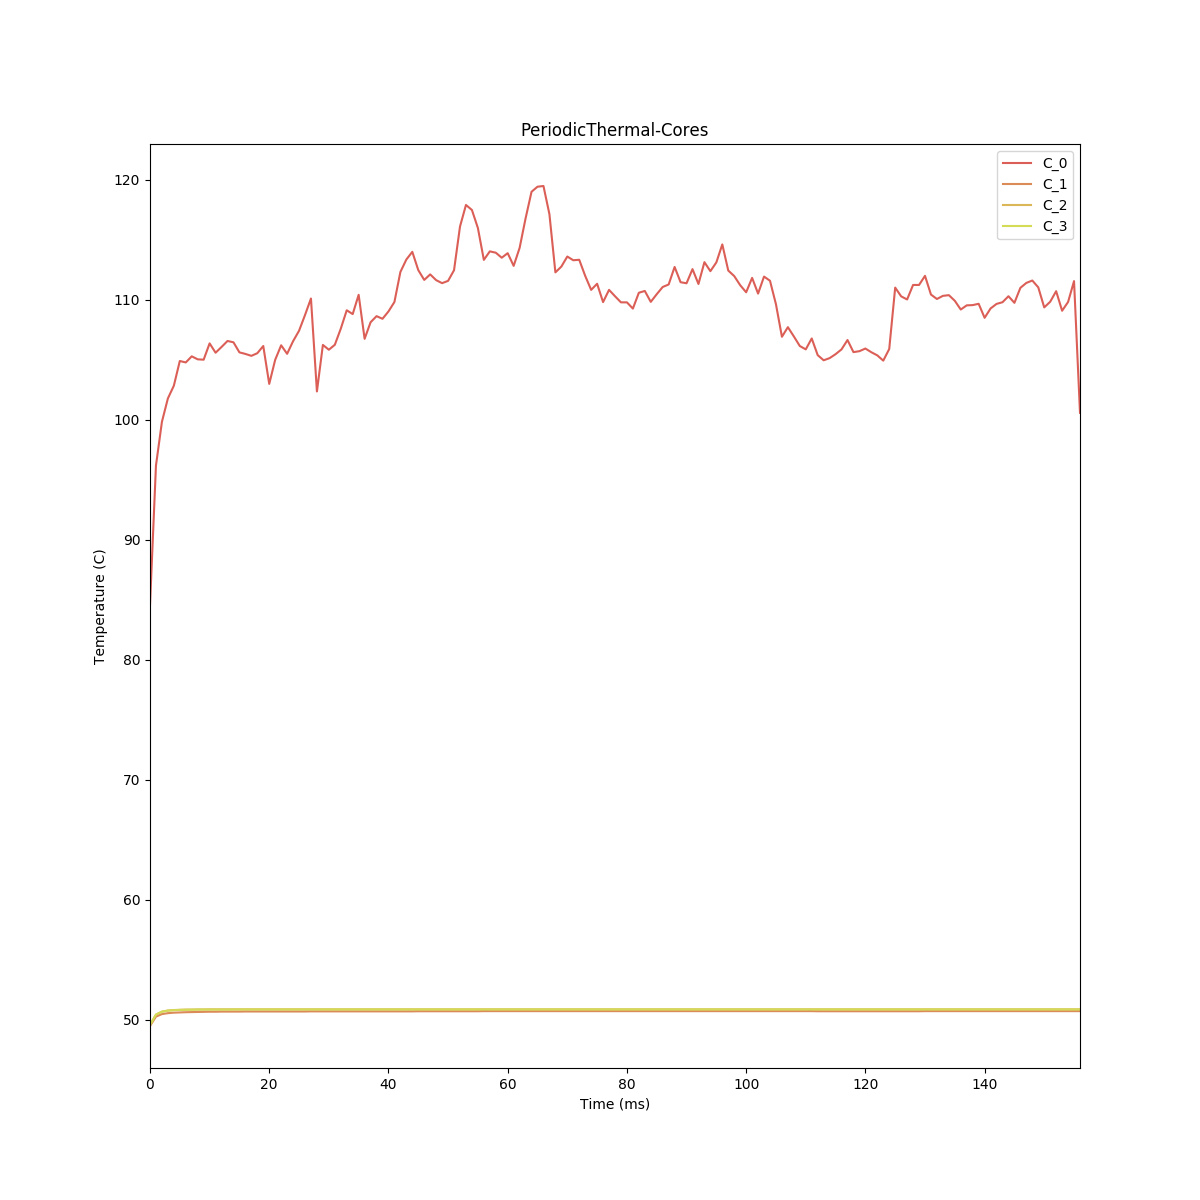 PeriodicThermal-Cores
C_0
C_1
C_2
C_3
120
110
100
90
80
70
60
50
Temperature (C)
0 20 40 60 80 100 120 140
Time (ms)